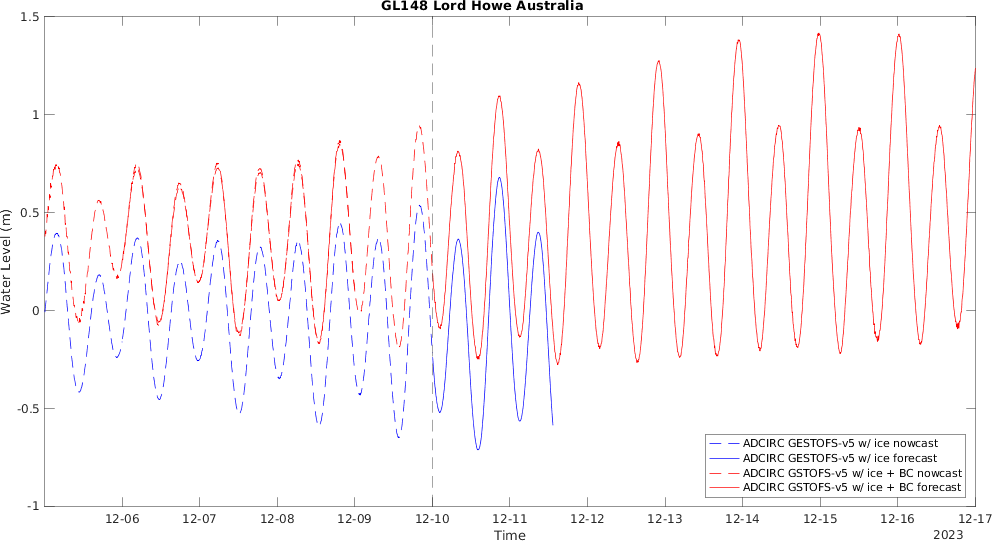 GL148 Lord Howe Australia
1.5
1
0.5
0
-0.5
-1
Water Level (m)
12-06
12-07
12-08
12-09
12-10
12-11
12-12
12-13
12-14
12-15
12-16
12-17
Time
2023
ADCIRC GESTOFS-v5 w/ ice nowcast
ADCIRC GESTOFS-v5 w/ ice forecast
ADCIRC GSTOFS-v5 w/ ice + BC nowcast
ADCIRC GSTOFS-v5 w/ ice + BC forecast